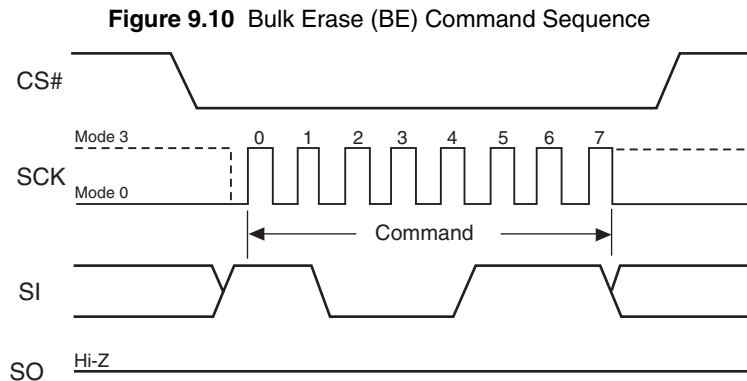 Figure 9.10 Bulk Erase (BE) Command Sequence
CS#
Mode 3
0 1 2 3 4 5 6 7
SCK
Mode 0
Command
SI
Hi-Z
SO